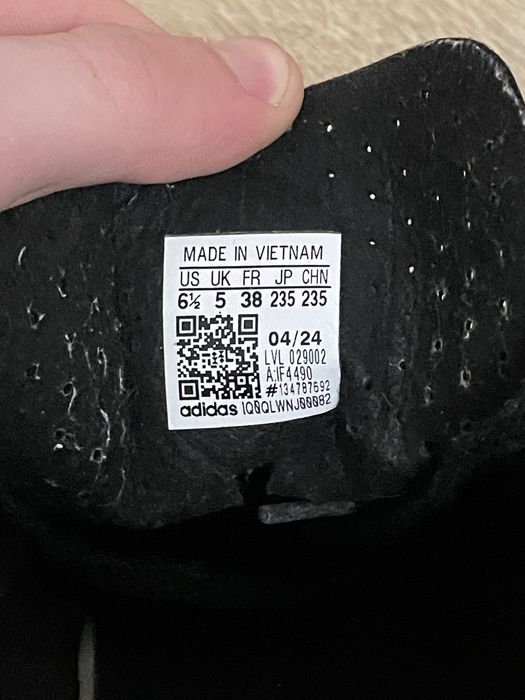 MADE IN VIETNAM
US UK FR JP CHN
6½ 5 38 235 235
04/24
LVL 029002
A:IF4490
#134787692
adidas IQ0QLWNJ00082